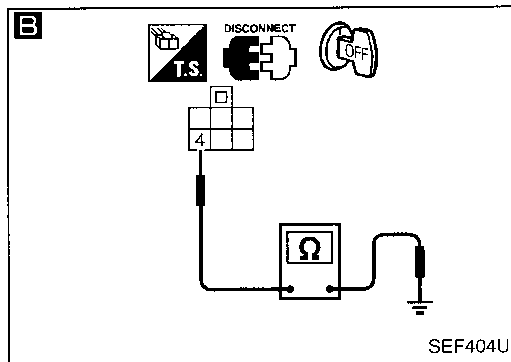 B
DISCONNECT
OFF
T.S.
4
Ω
SEF404U